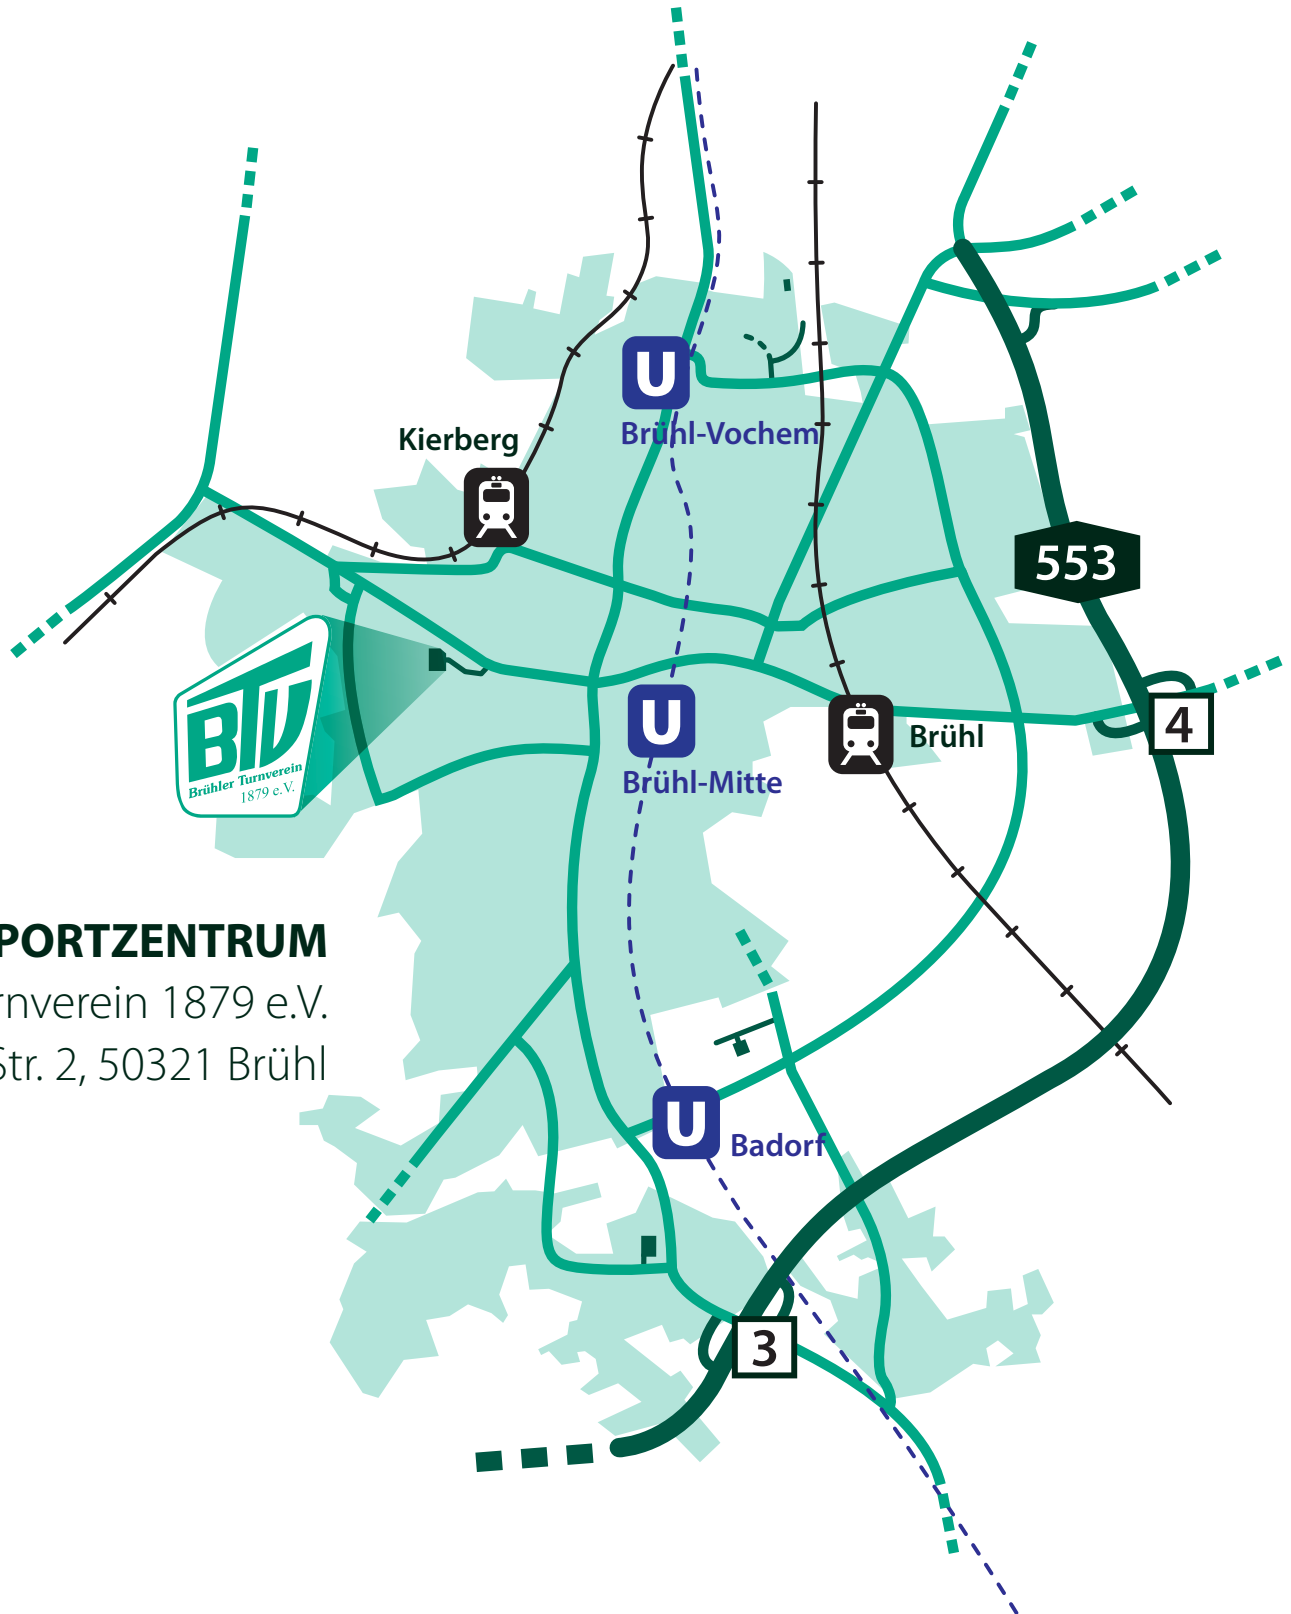 U
Brühl-Vochem
Kierberg
553
BTV
Brühler Turnverein
1879 e.V.
U
Brühl-Mitte
Brühl
4
PORTZENTRUM
rnverein 1879 e.V.
Str. 2, 50321 Brühl
U
Badorf
3